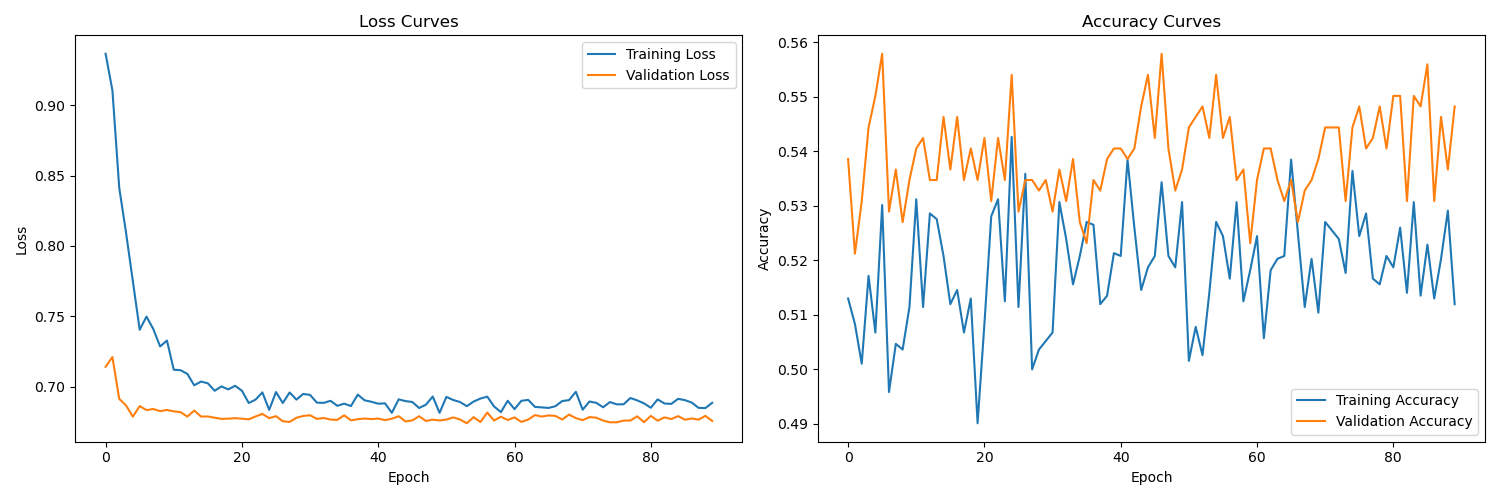 Loss Curves
Training Loss
Validation Loss
0.90
0.85
0.80
0.75
0.70
Loss
0
20
40
60
80
Epoch
Accuracy Curves
0.56
0.55
0.54
0.53
0.52
0.51
0.50
0.49
Accuracy
Training Accuracy
Validation Accuracy
0
20
40
60
80
Epoch